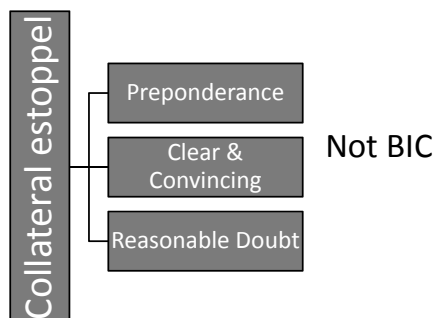 Collateral estoppel
Preponderance
Clear &
Convincing
Reasonable Doubt
Not BIC